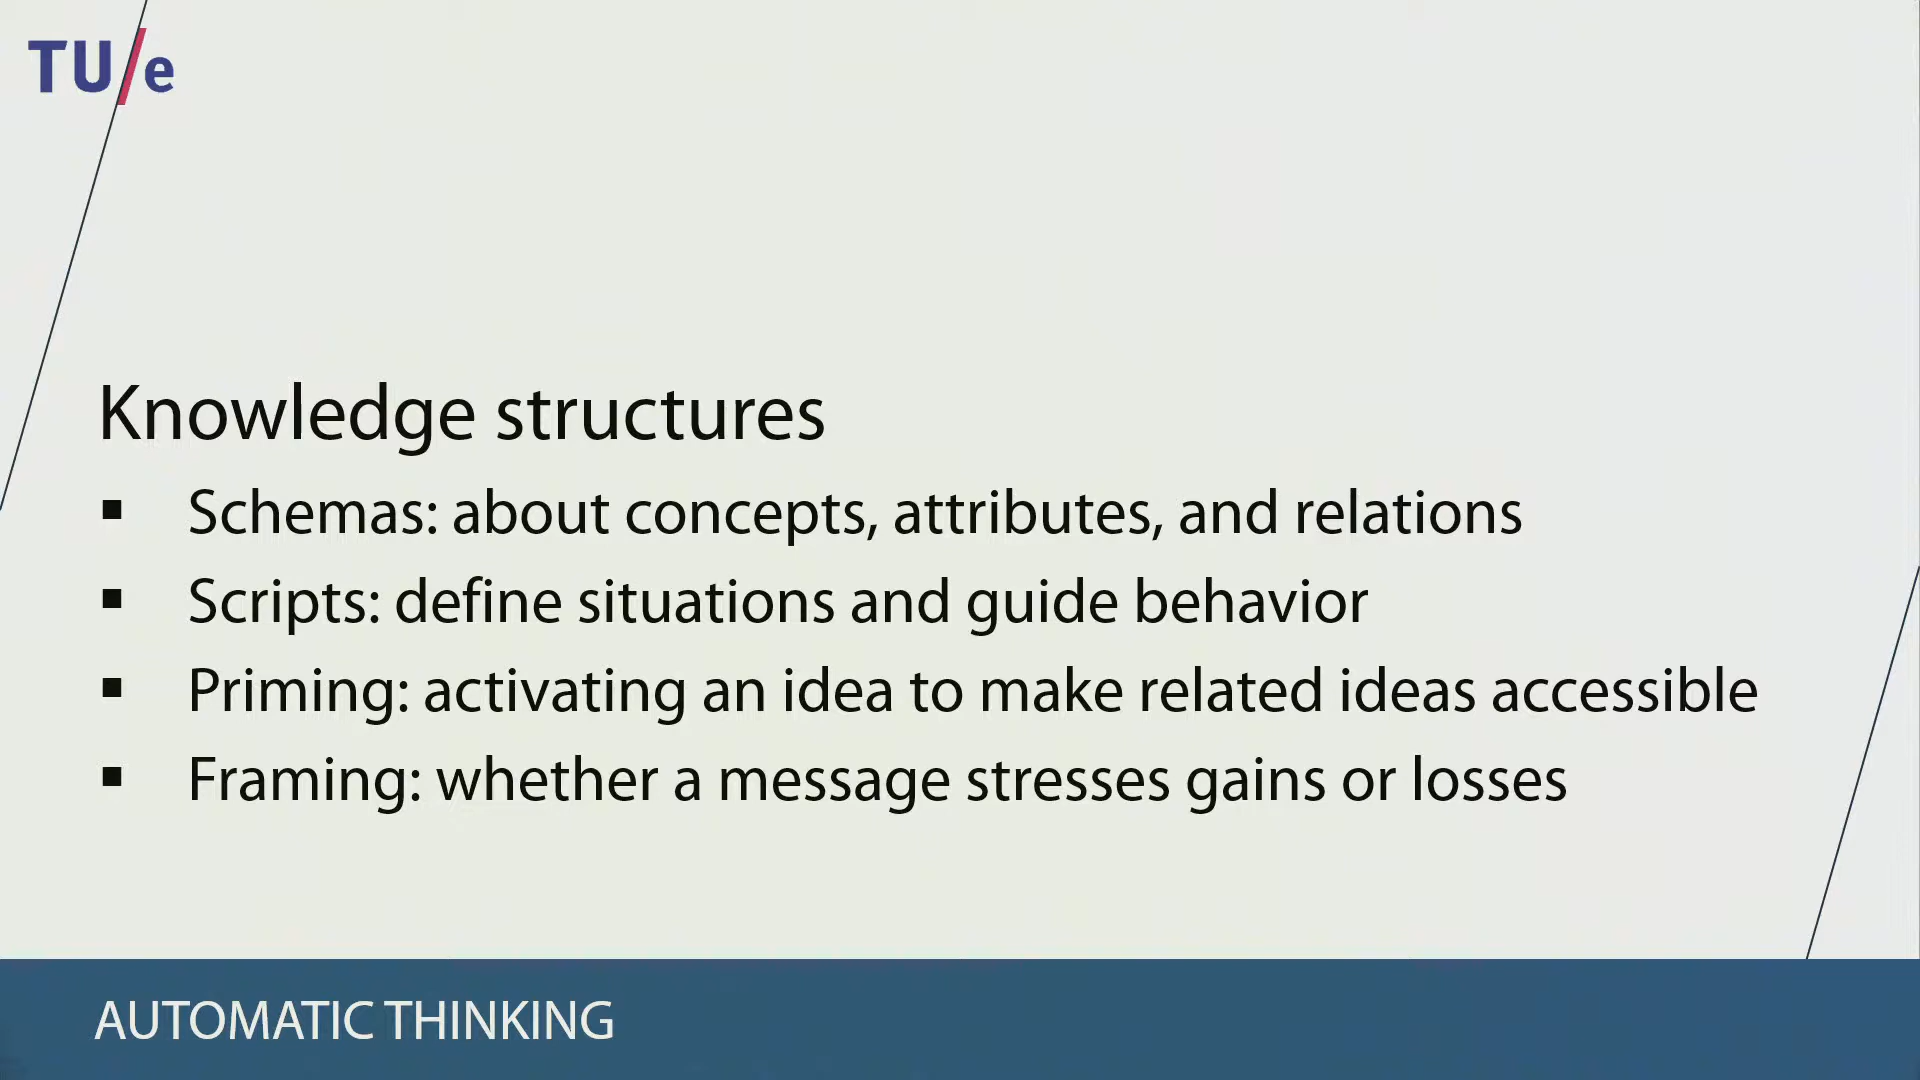 TU/e
Knowledge structures
▪ Schemas: about concepts, attributes, and relations
▪ Scripts: define situations and guide behavior
▪ Priming: activating an idea to make related ideas accessible
▪ Framing: whether a message stresses gains or losses
AUTOMATIC THINKING